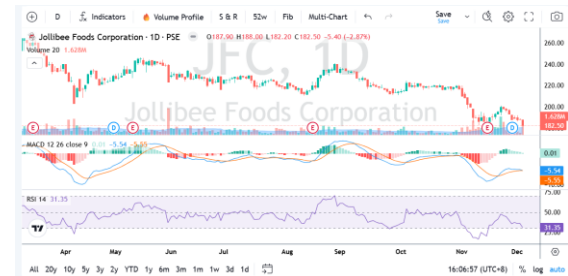 D Indicators Volume Profile S & R 52w Fib Multi-Chart Save
Save
Jollibee Foods Corporation · 1D · PSE O187.90 H188.00 L182.20 C182.50 -5.40 (-2.87%)
Volume 20 1.628M
JFC, 1D
Jollibee Foods Corporation
260.00
240.00
220.00
200.00
1.628M
182.50
E D E E E D
MACD 12 26 close 9 0.01 -5.54 -5.55
0.01
-5.54
-5.55
RSI 14 31.35
75.00
50.00
31.35
Apr May Jun Jul Aug Sep Oct Nov Dec
All 20y 10y 5y 3y 2y YTD 1y 6m 3m 1m 1w 3d 1d 16:06:57 (UTC+8) % log auto